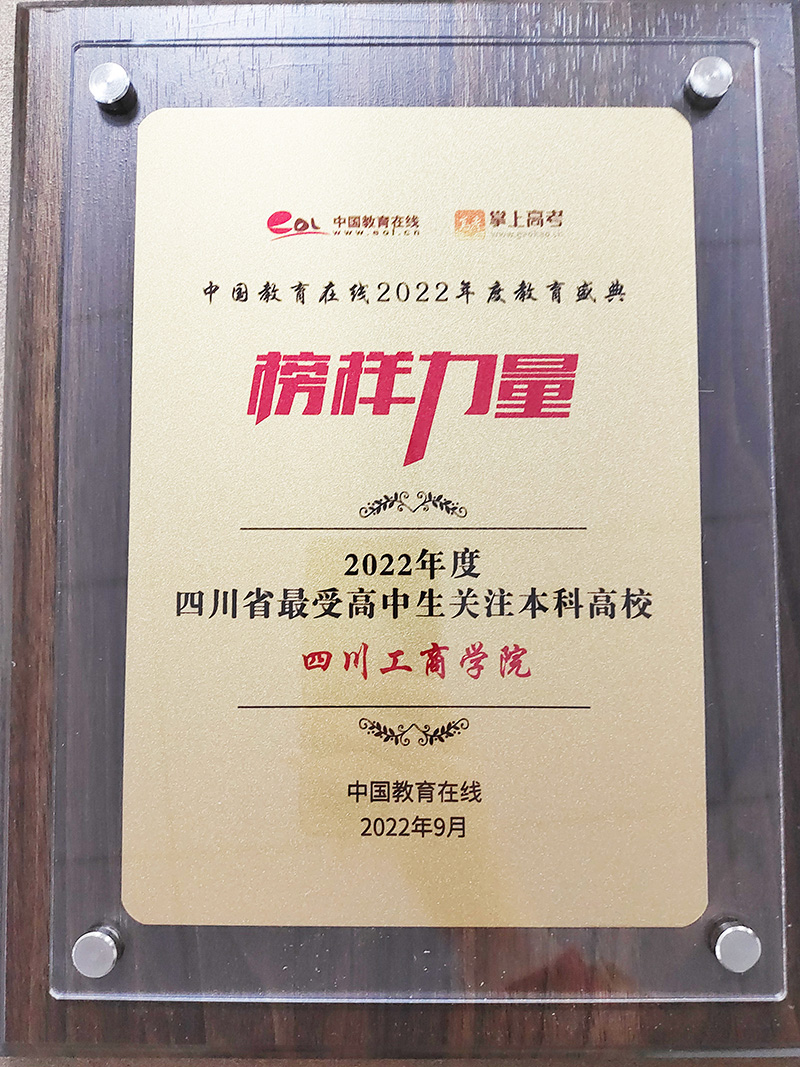 eol 中国教育在线 掌上高考
www.eol.cn www.gaokao.cn
中国教育在线2022年度教育盛典
榜样力量
2022年度
四川省最受高中生关注本科高校
四川工商学院
中国教育在线
2022年9月